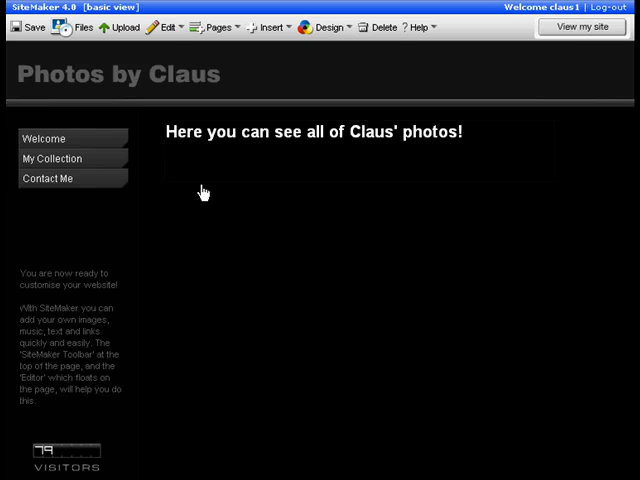 SiteMaker 4.0 [basic view] Welcome claus1 | Log-out
Save Files Upload Edit Pages Insert Design Delete Help View my site
Photos by Claus
Welcome
My Collection
Contact Me
Here you can see all of Claus' photos!
You are now ready to
customise your website!
With SiteMaker you can
add your own images,
music, text and links
quickly and easily. The
'SiteMaker Toolbar' at the
top of the page, and the
'Editor' which floats on
the page, will help you do
this.
79
VISITORS